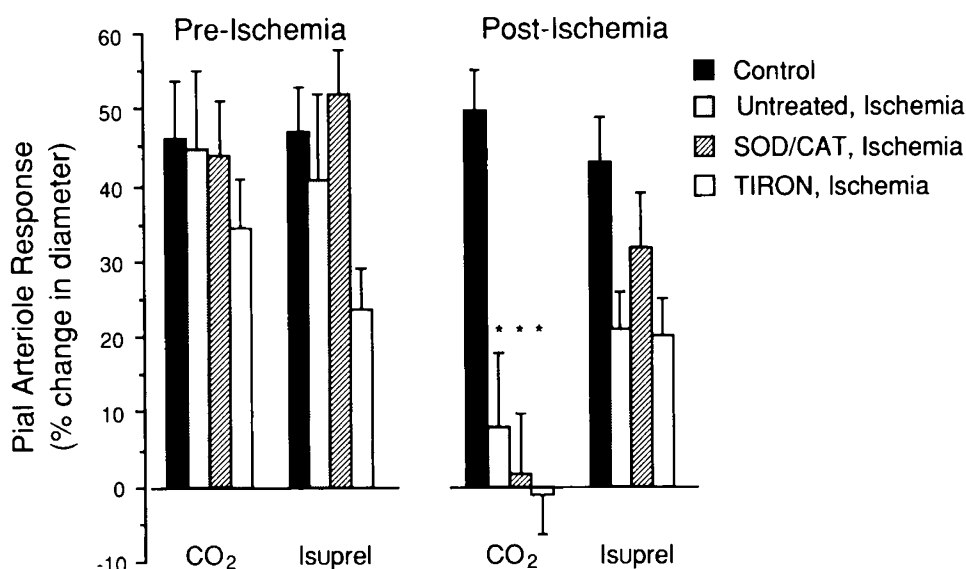 Pre-Ischemia
Post-Ischemia
Control
Untreated, Ischemia
SOD/CAT, Ischemia
TIRON, Ischemia
Pial Arteriole Response
(% change in diameter)
60
50
40
30
20
10
0
-10
* * *
CO₂
Isuprel
CO₂
Isuprel